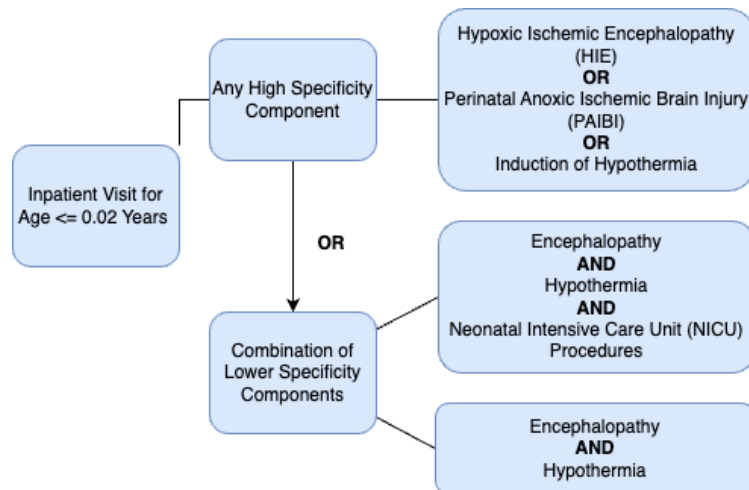 Hypoxic Ischemic Encephalopathy
(HIE)
OR
Perinatal Anoxic Ischemic Brain Injury
(PAIBI)
OR
Induction of Hypothermia
Any High Specificity
Component
Inpatient Visit for
Age <= 0.02 Years
OR
Encephalopathy
AND
Hypothermia
AND
Neonatal Intensive Care Unit (NICU)
Procedures
Combination of
Lower Specificity
Components
Encephalopathy
AND
Hypothermia